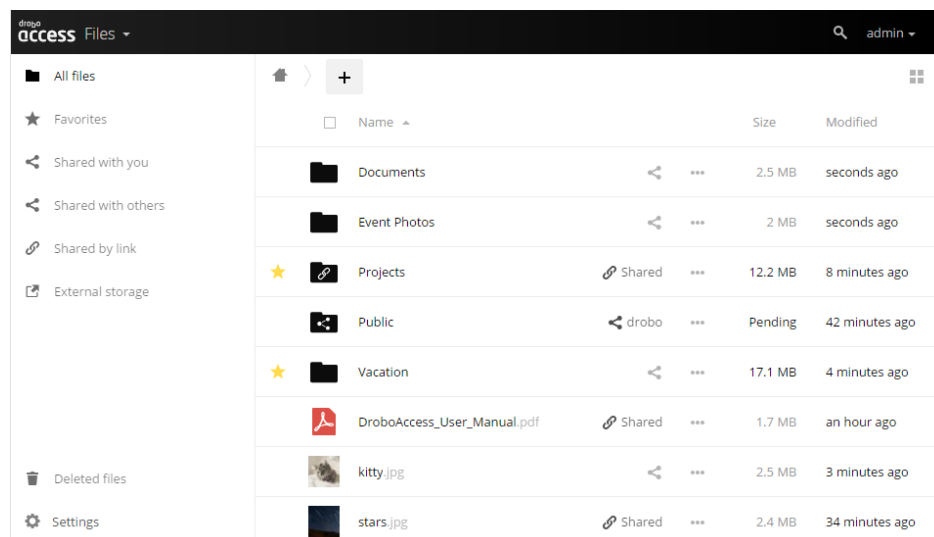 drobo
access Files
admin
All files
Favorites
Shared with you
Shared with others
Shared by link
External storage
Deleted files
Settings
+
Name Size Modified
Documents 2.5 MB seconds ago
Event Photos 2 MB seconds ago
Projects Shared 12.2 MB 8 minutes ago
Public drobo Pending 42 minutes ago
Vacation 17.1 MB 4 minutes ago
DroboAccess_User_Manual.pdf Shared 1.7 MB an hour ago
kitty.jpg 2.5 MB 3 minutes ago
stars.jpg Shared 2.4 MB 34 minutes ago